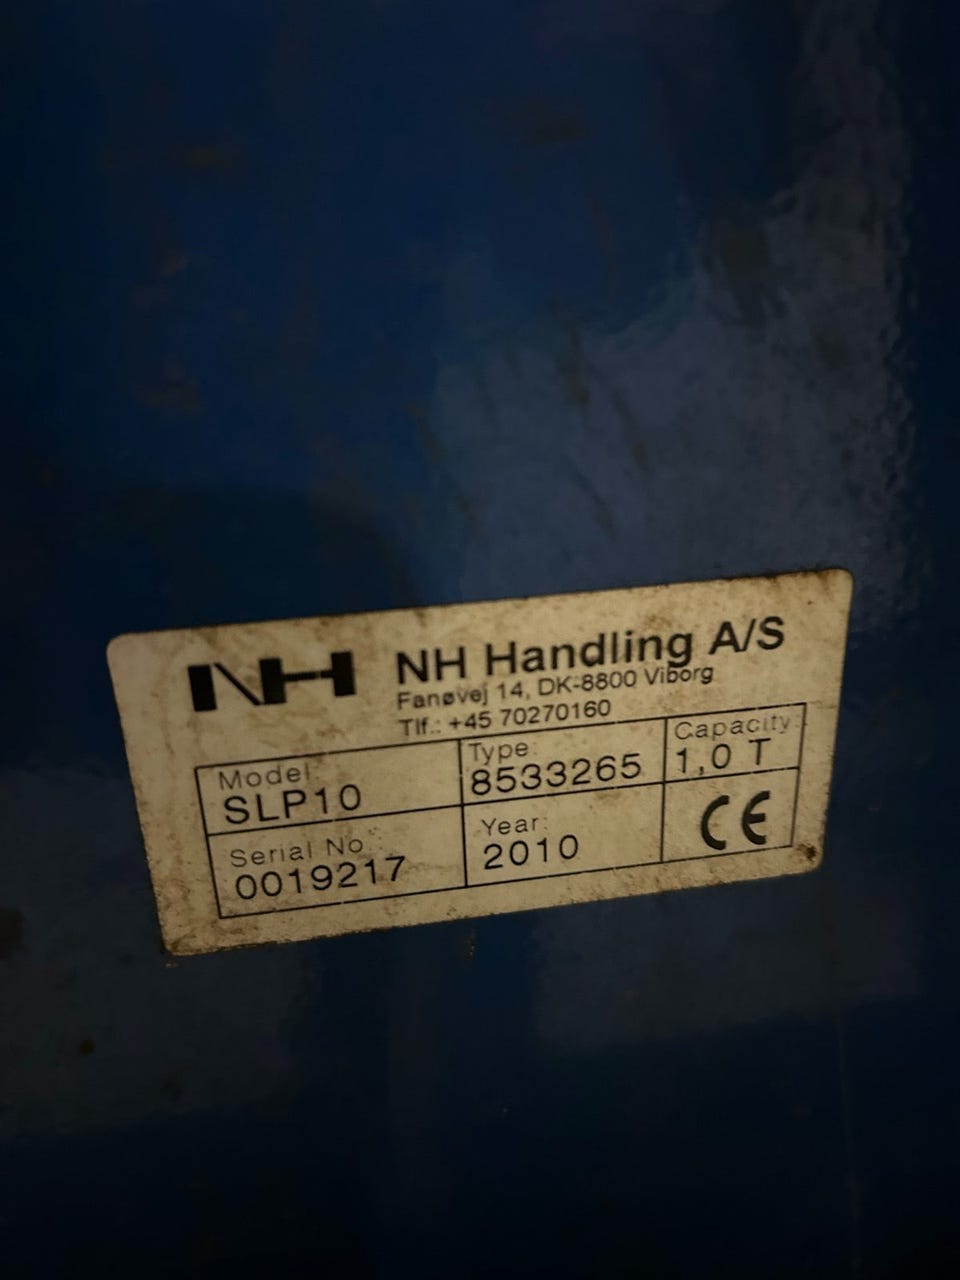 NH NH Handling A/S
Fanøvej 14, DK-8800 Viborg
Tlf.: +45 70270160
Model: Type: Capacity:
SLP10 8533265 1,0 T
Serial No.: Year:
0019217 2010
CE